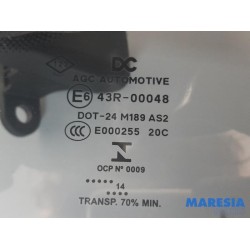 DC
AGC AUTOMOTIVE
E6 43R-00048
DOT-24 M189 AS2
CCC E000255 20C
N
OCP Nº 0009
..... 14 ....
TRANSP. 70% MIN.
MARESIA